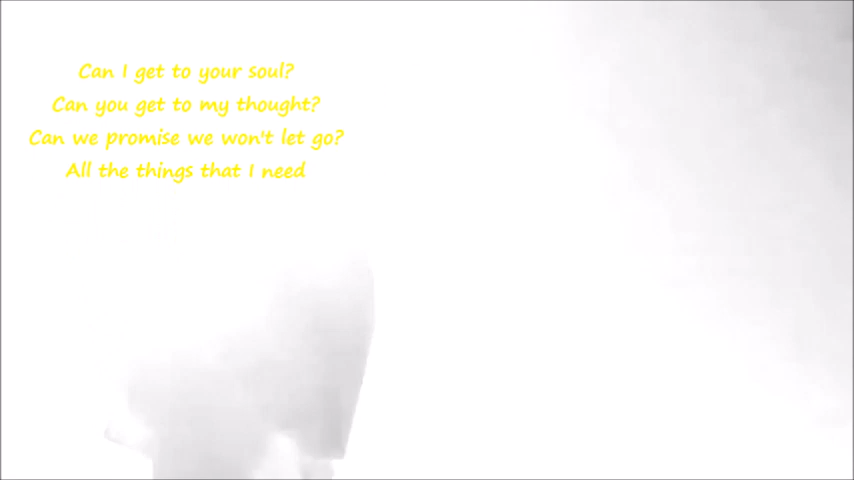 Can I get to your soul?
Can you get to my thought?
Can we promise we won't let go?
All the things that I need